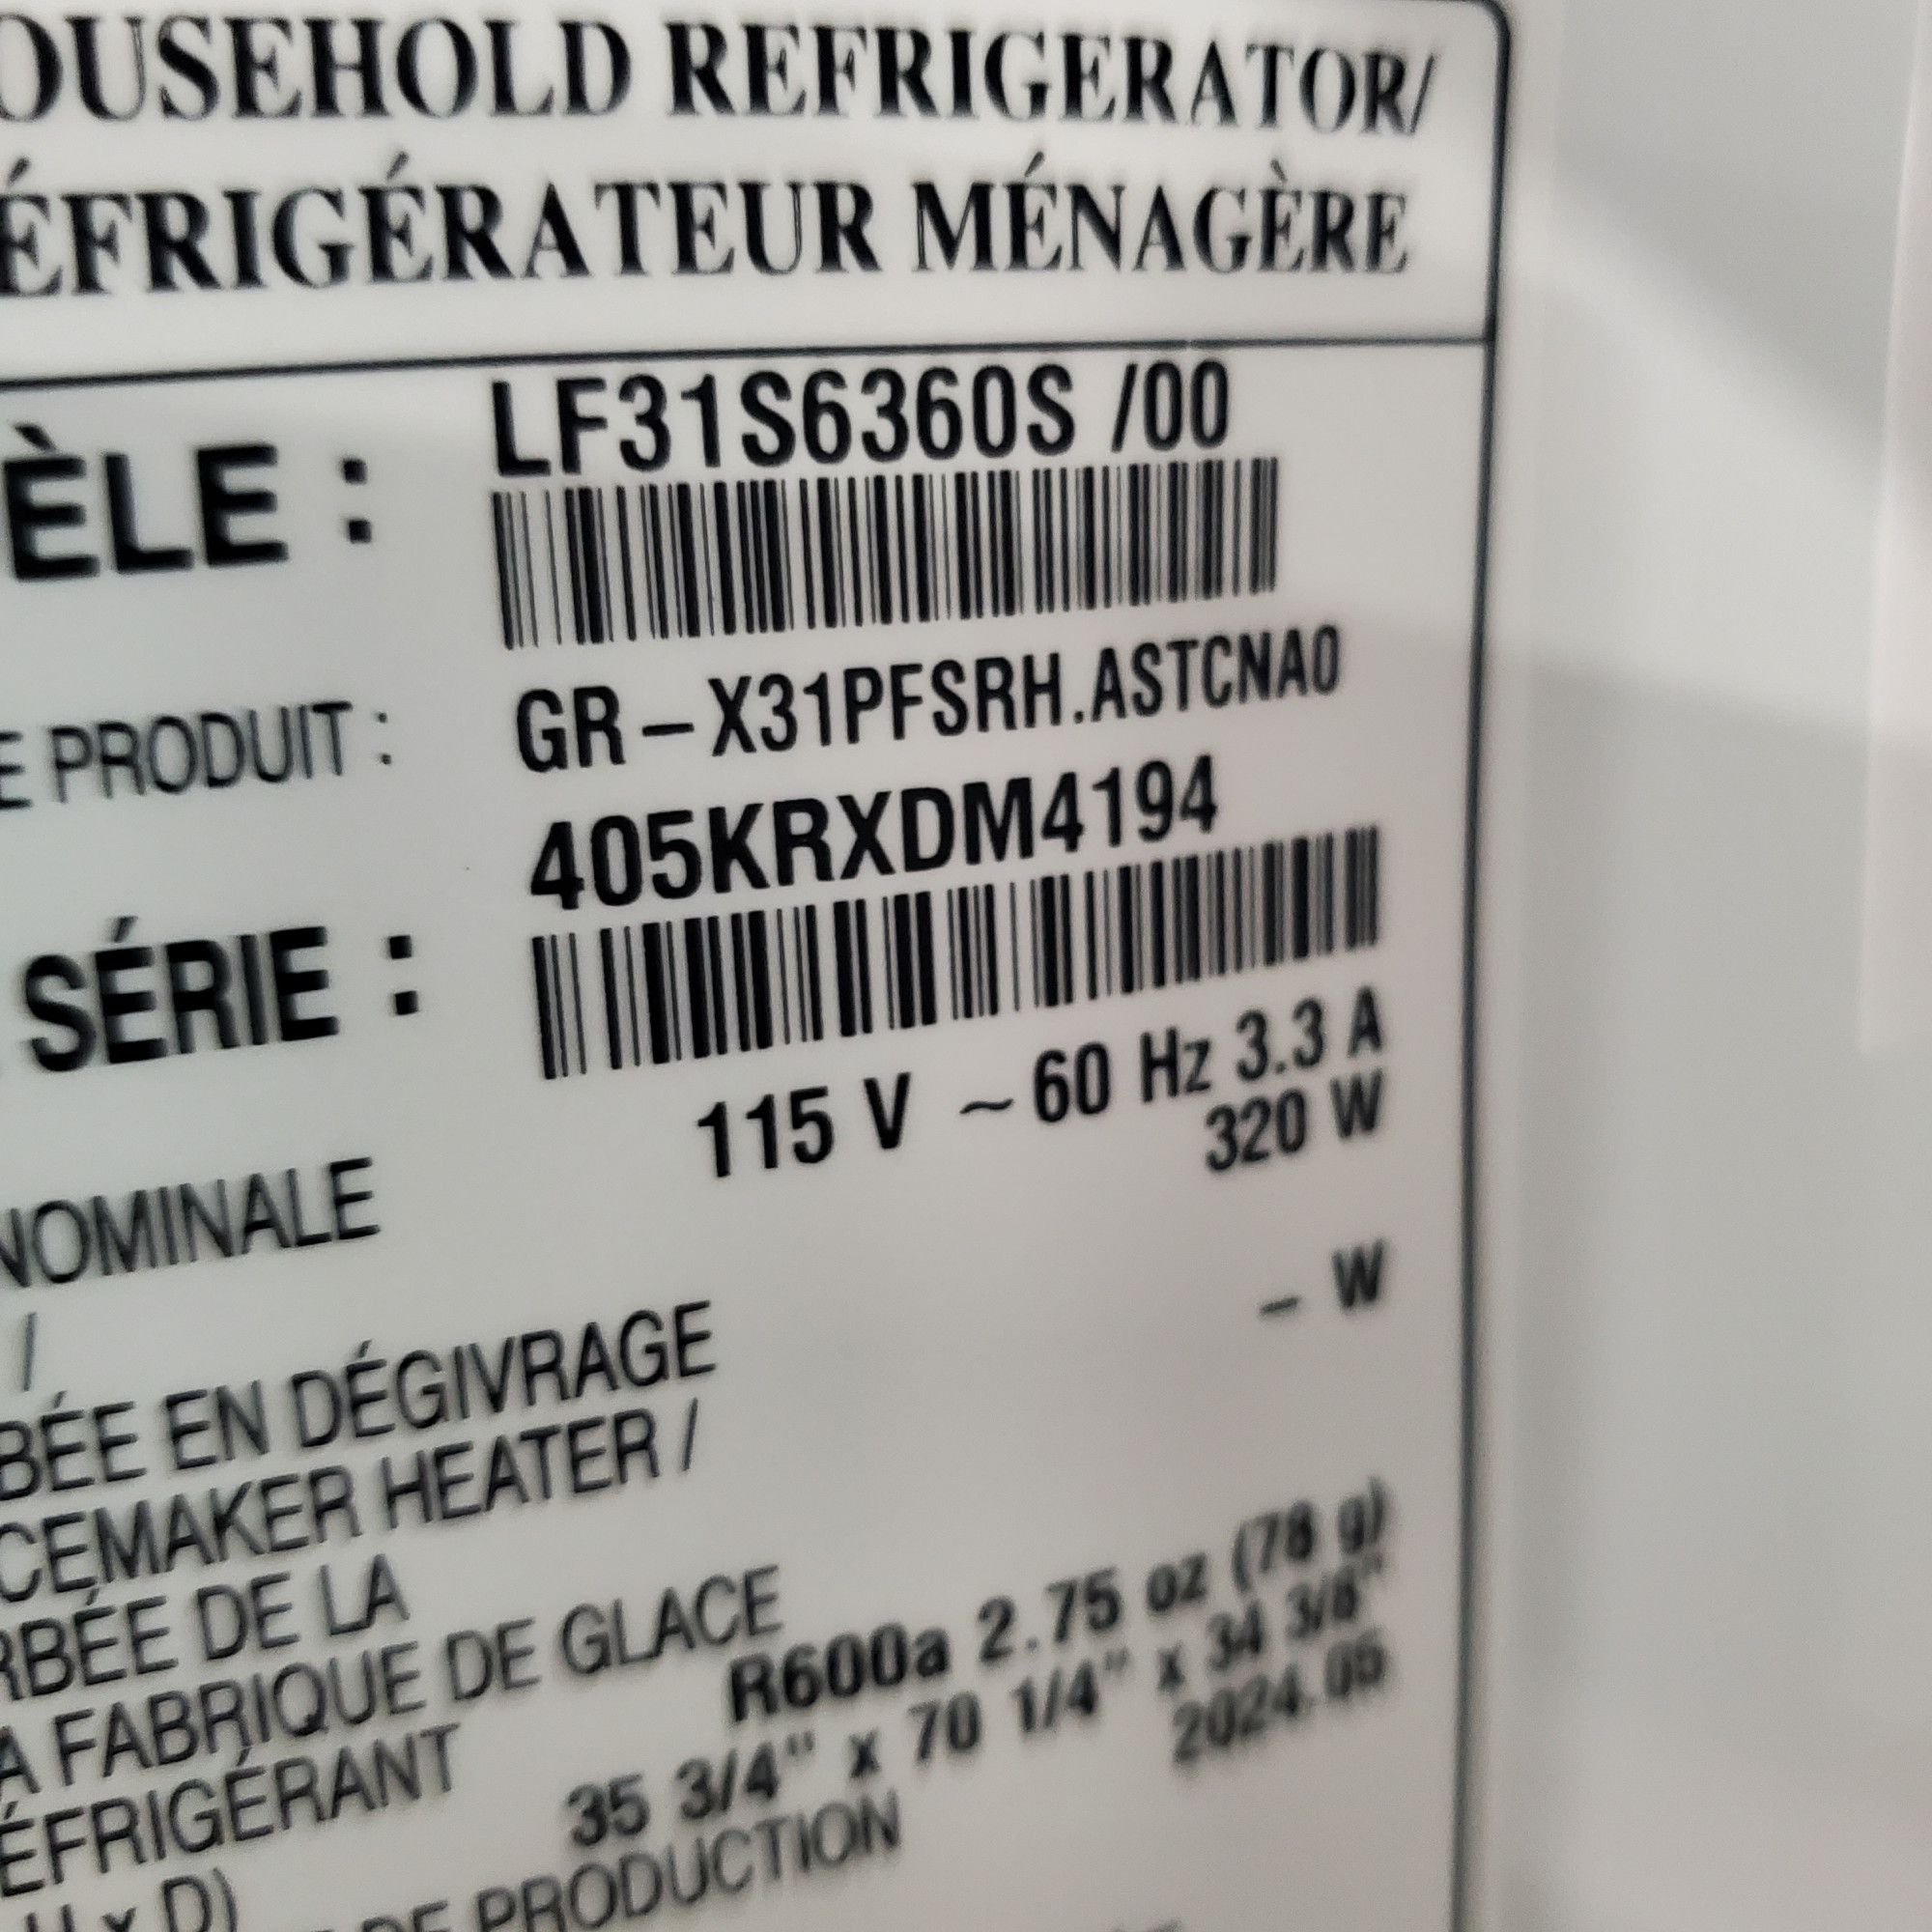 OUSEHOLD REFRIGERATOR/
ÉFRIGÉRATEUR MÉNAGÈRE
ÈLE : LF31S6360S /00
E PRODUIT : GR-X31PFSRH.ASTCNA0
SÉRIE : 405KRXDM4194
115 V ~ 60 Hz 3.3 A
NOMINALE 320 W
/
BÉE EN DÉGIVRAGE - W
CEMAKER HEATER /
RBÉE DE LA
A FABRIQUE DE GLACE
ÉFRIGÉRANT R600a 2.75 oz (78 g)
H x D) 35 3/4" x 70 1/4" x 34 3/8"
DE PRODUCTION 2024.05